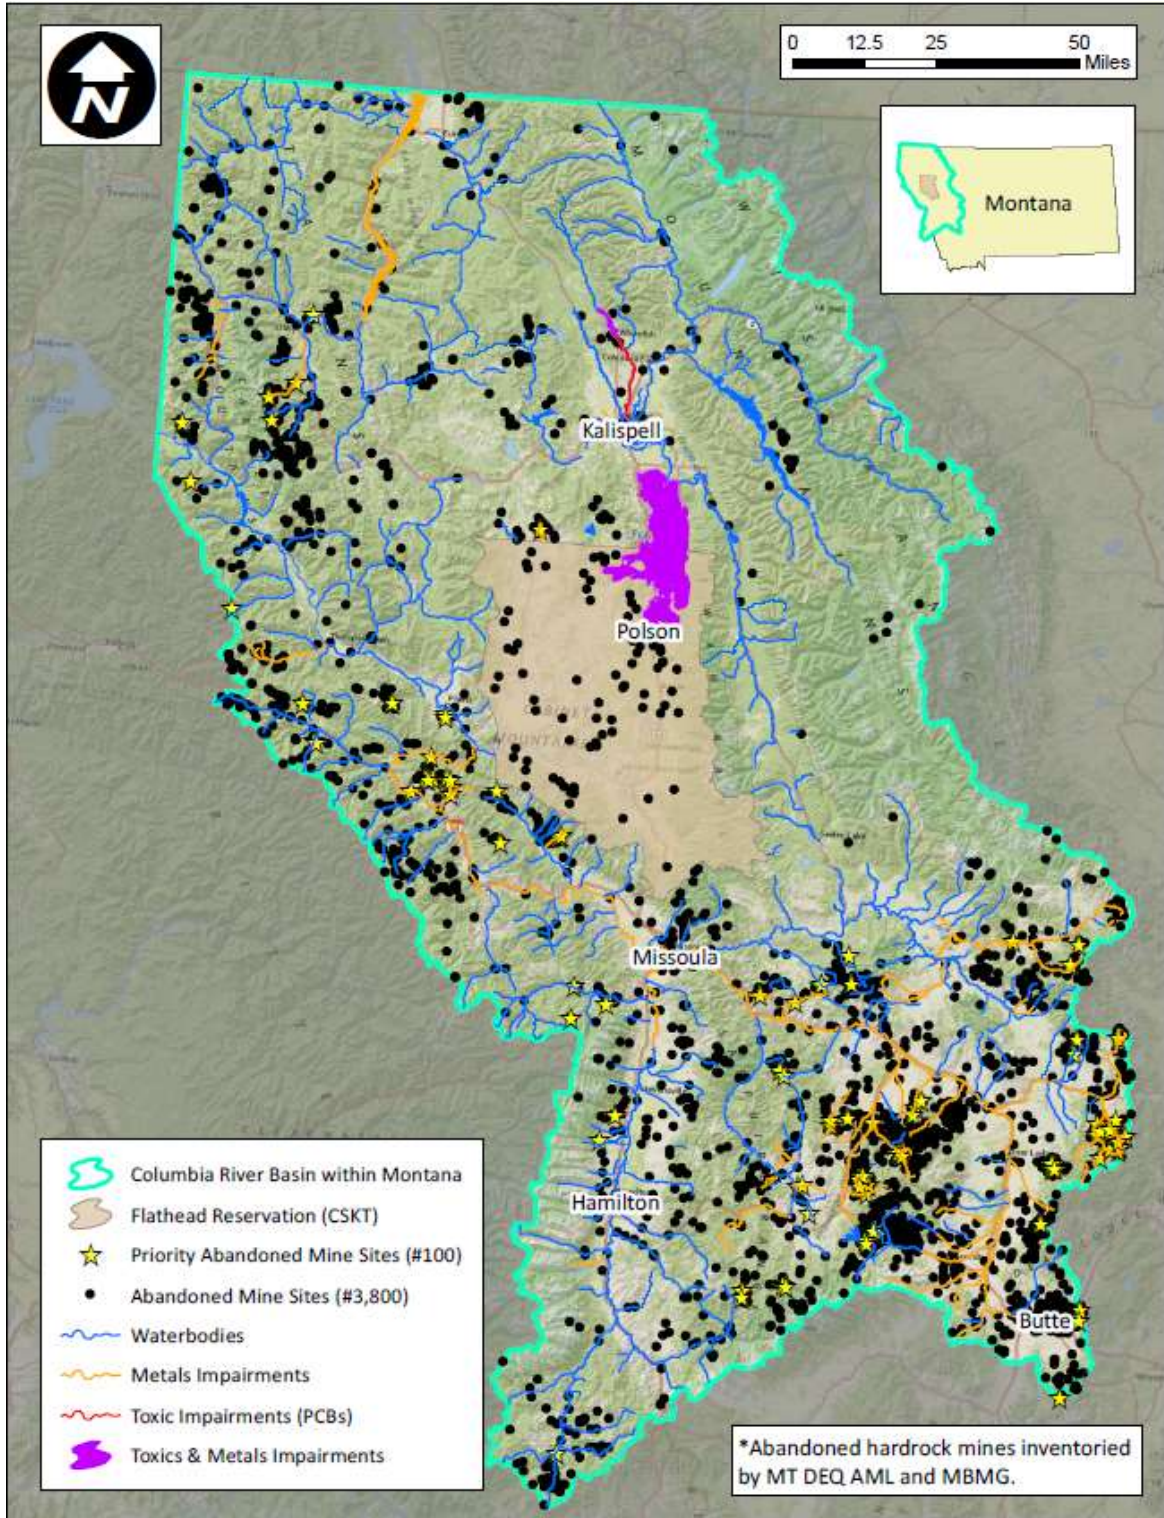 N
0 12.5 25 50
Miles
Montana
Kalispell
Polson
CABINET
MOUNTAINS
Missoula
Hamilton
Butte
Columbia River Basin within Montana
Flathead Reservation (CSKT)
Priority Abandoned Mine Sites (#100)
Abandoned Mine Sites (#3,800)
Waterbodies
Metals Impairments
Toxic Impairments (PCBs)
Toxics & Metals Impairments
*Abandoned hardrock mines inventoried
by MT DEQ AML and MBMG.